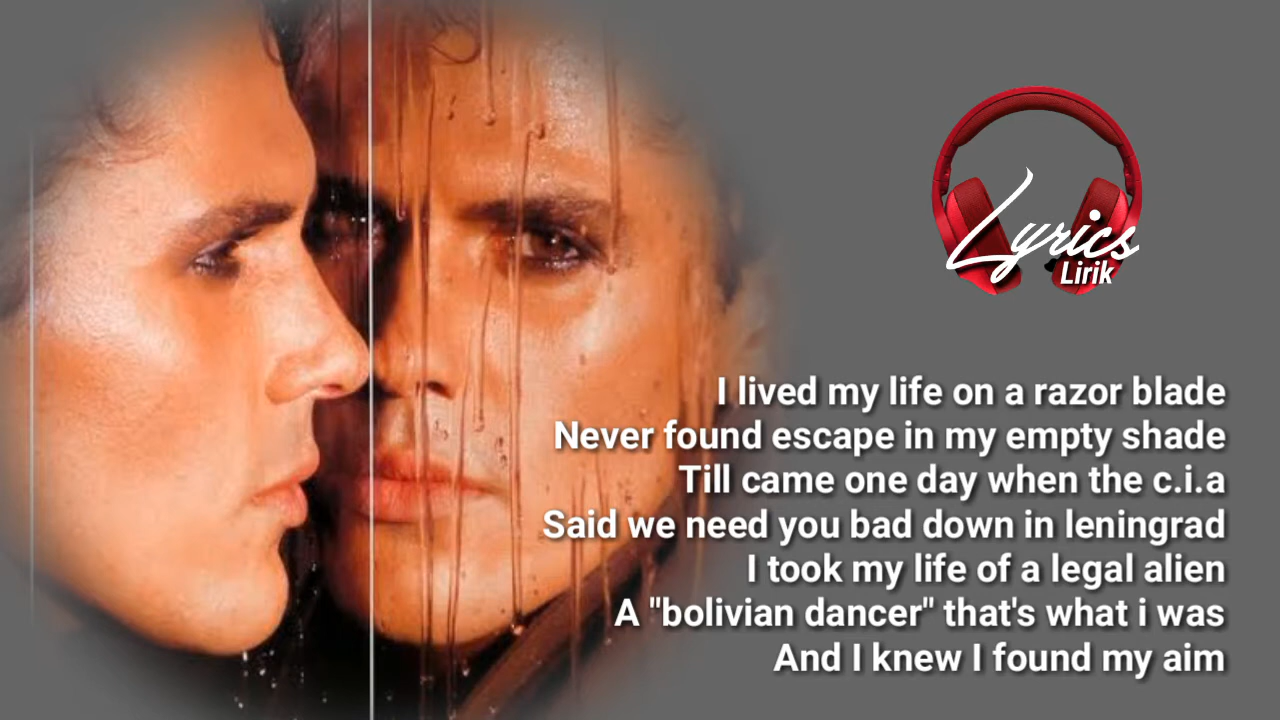 Lyrics
Lirik
I lived my life on a razor blade
Never found escape in my empty shade
Till came one day when the c.i.a
Said we need you bad down in leningrad
I took my life of a legal alien
A "bolivian dancer" that's what i was
And I knew I found my aim